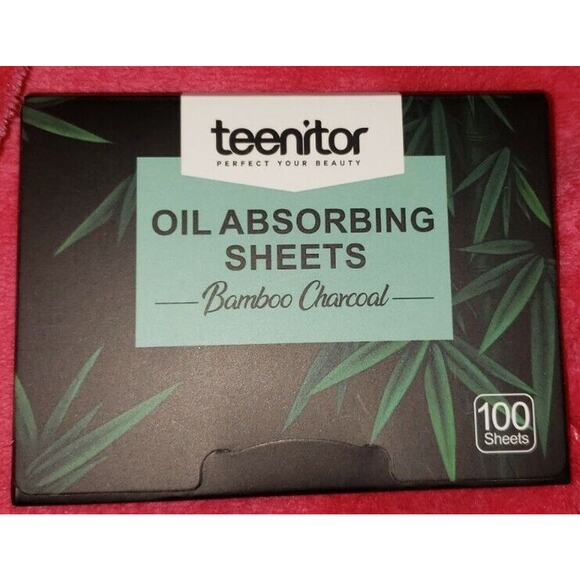 teenitor
PERFECT YOUR BEAUTY
OIL ABSORBING
SHEETS
Bamboo Charcoal
100
Sheets